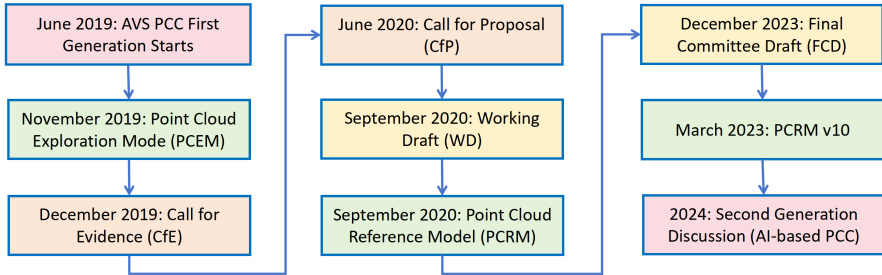 June 2019: AVS PCC First
Generation Starts
November 2019: Point Cloud
Exploration Mode (PCEM)
December 2019: Call for
Evidence (CfE)
June 2020: Call for Proposal
(CfP)
September 2020: Working
Draft (WD)
September 2020: Point Cloud
Reference Model (PCRM)
December 2023: Final
Committee Draft (FCD)
March 2023: PCRM v10
2024: Second Generation
Discussion (AI-based PCC)